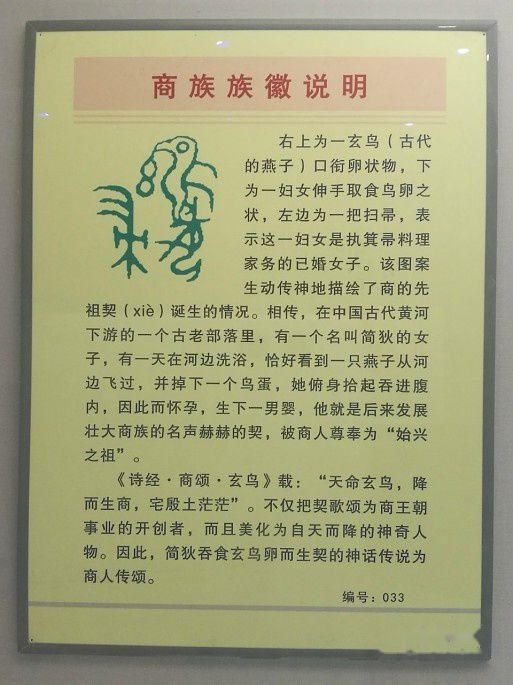 商族族徽说明
右上为一玄鸟（古代
的燕子）口衔卵状物，下
为一妇女伸手取食鸟卵之
状，左边为一把扫帚，表
示这一妇女是执箕帚料理
家务的已婚女子。该图案
生动传神地描绘了商的先
祖契（xiè）诞生的情况。相传，在中国古代黄河
下游的一个古老部落里，有一个名叫简狄的女
子，有一天在河边洗浴，恰好看到一只燕子从河
边飞过，并掉下一个鸟蛋，她俯身拾起吞进腹
内，因此而怀孕，生下一男婴，他就是后来发展
壮大商族的名声赫赫的契，被商人尊奉为“始兴
之祖”。
《诗经·商颂·玄鸟》载：“天命玄鸟，降
而生商，宅殷土茫茫”。不仅把契歌颂为商王朝
事业的开创者，而且美化为自天而降的神奇人
物。因此，简狄吞食玄鸟卵而生契的神话传说为
商人传颂。
编号：033